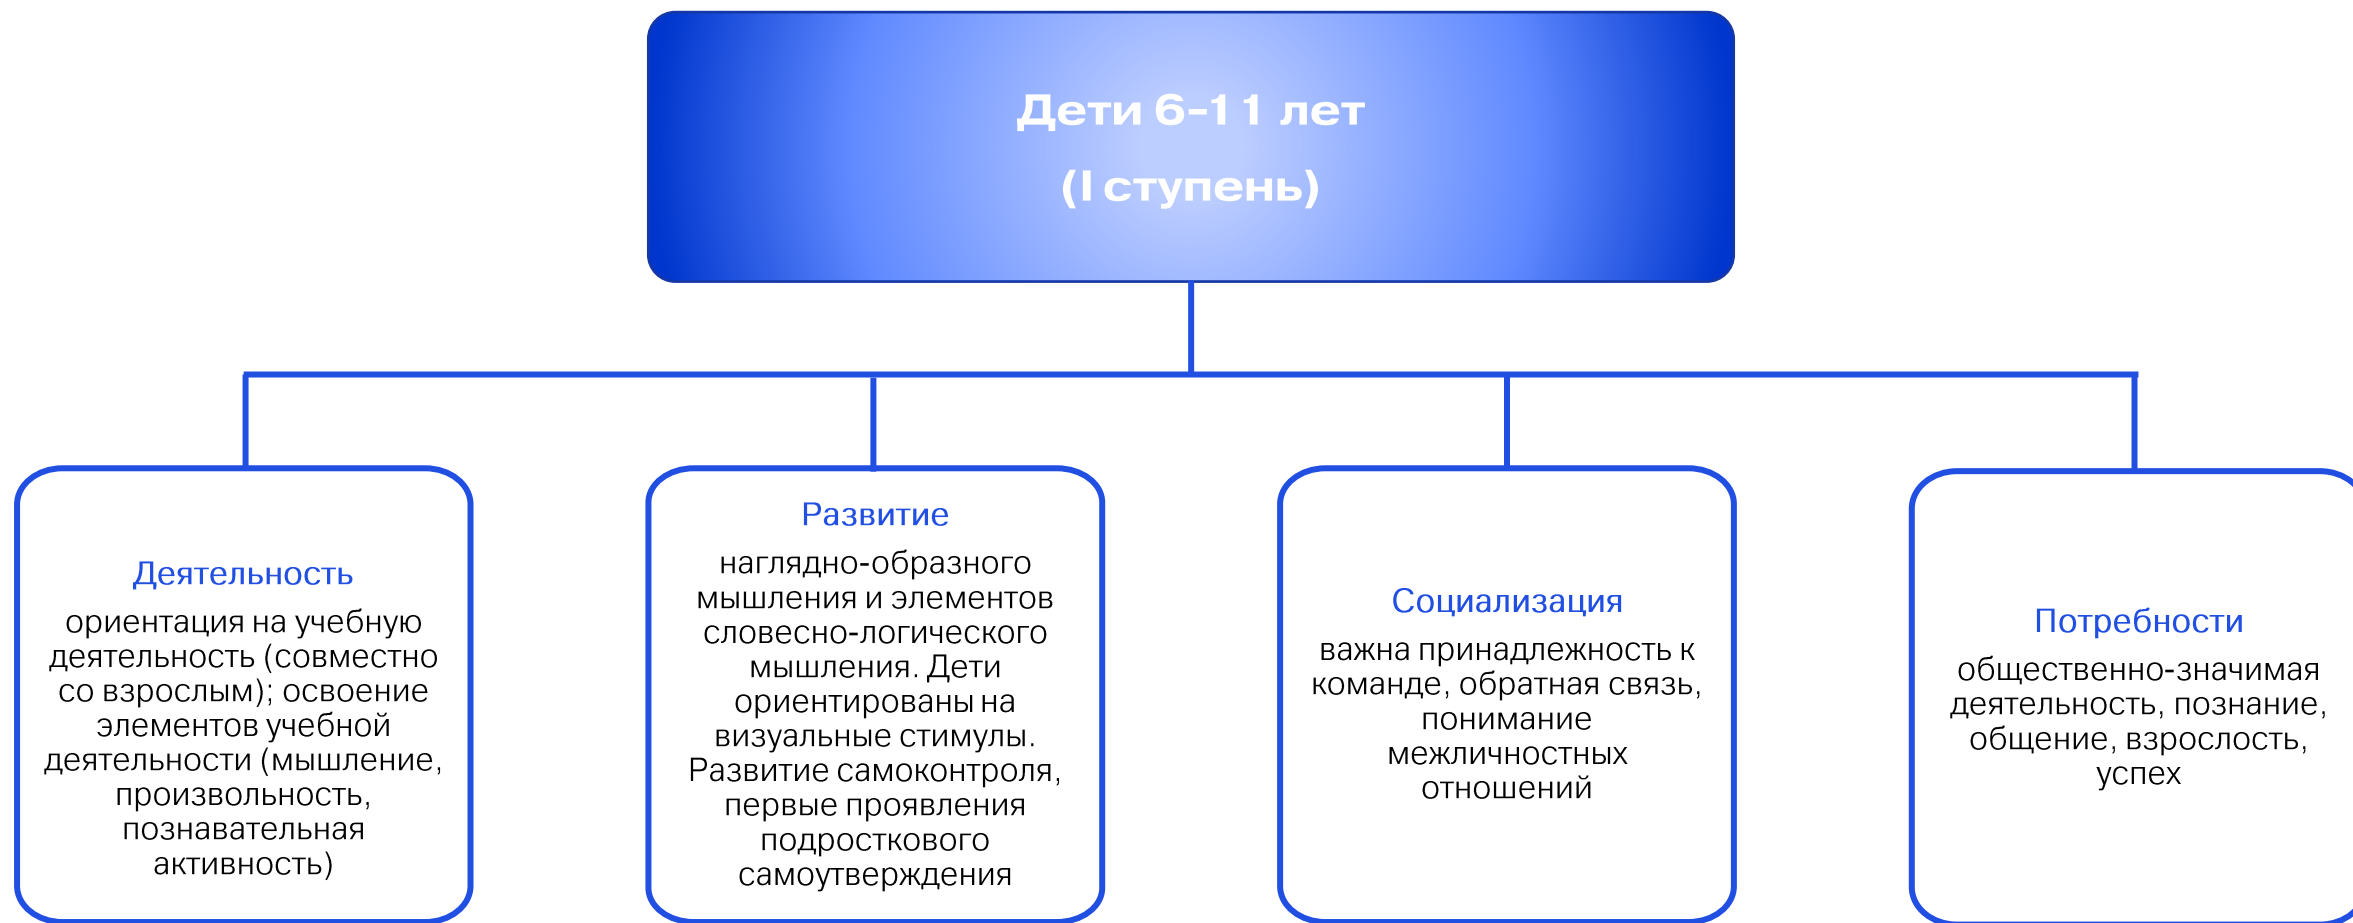 Дети 6-11 лет
(I ступень)
Деятельность
ориентация на учебную
деятельность (совместно
со взрослым); освоение
элементов учебной
деятельности (мышление,
произвольность,
познавательная
активность)
Развитие
наглядно-образного
мышления и элементов
словесно-логического
мышления. Дети
ориентированы на
визуальные стимулы.
Развитие самоконтроля,
первые проявления
подросткового
самоутверждения
Социализация
важна принадлежность к
команде, обратная связь,
понимание
межличностных
отношений
Потребности
общественно-значимая
деятельность, познание,
общение, взрослость,
успех